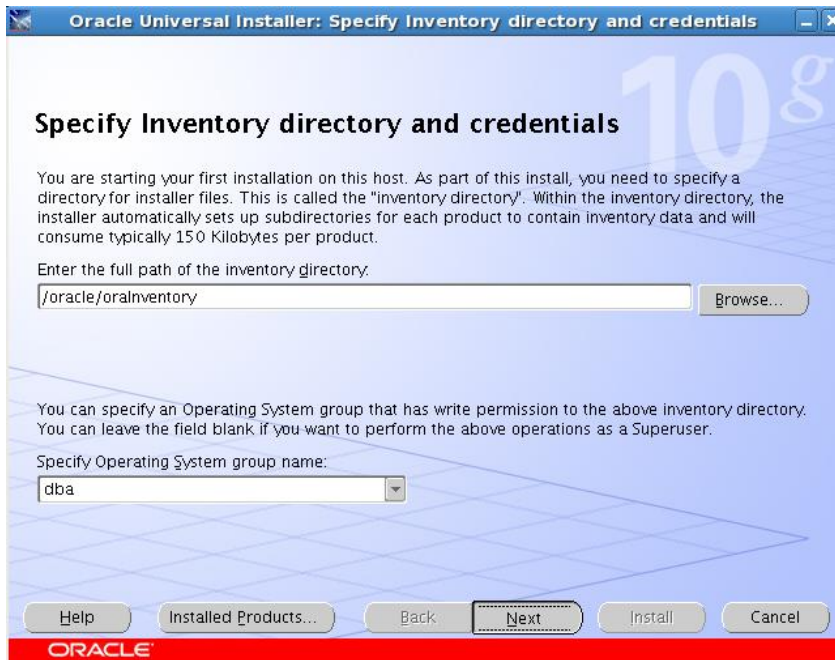 Oracle Universal Installer: Specify Inventory directory and credentials
10g
Specify Inventory directory and credentials
You are starting your first installation on this host. As part of this install, you need to specify a
directory for installer files. This is called the "inventory directory". Within the inventory directory, the
installer automatically sets up subdirectories for each product to contain inventory data and will
consume typically 150 Kilobytes per product.
Enter the full path of the inventory directory:
/oracle/oraInventory
Browse...
You can specify an Operating System group that has write permission to the above inventory directory.
You can leave the field blank if you want to perform the above operations as a Superuser.
Specify Operating System group name:
dba
Help Installed Products... Back Next Install Cancel
ORACLE